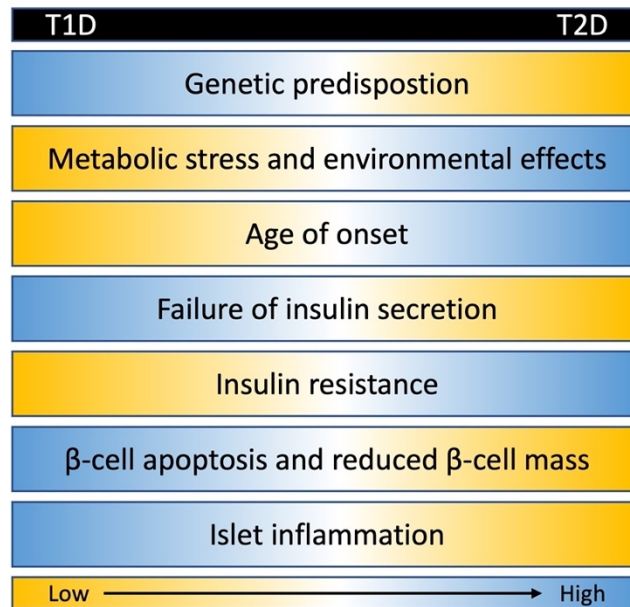 T1D T2D
Genetic predispostion
Metabolic stress and environmental effects
Age of onset
Failure of insulin secretion
Insulin resistance
β-cell apoptosis and reduced β-cell mass
Islet inflammation
Low High